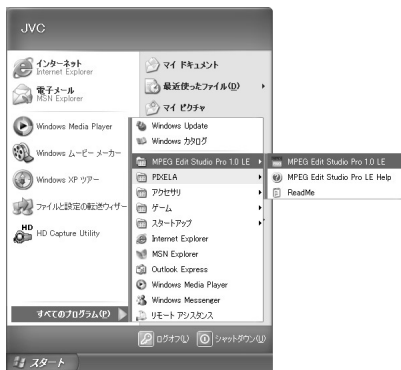 JVC
インターネット
Internet Explorer
電子メール
MSN Explorer
Windows Media Player
Windows ムービー メーカー
Windows XP ツアー
ファイルと設定の転送ウィザー
HD Capture Utility
すべてのプログラム(P)
マイ ドキュメント
最近使ったファイル(D)
マイ ピクチャ
Windows Update
Windows カタログ
MPEG Edit Studio Pro 1.0 LE
PIXELA
アクセサリ
ゲーム
スタートアップ
Internet Explorer
MSN Explorer
Outlook Express
Windows Media Player
Windows Messenger
リモート アシスタンス
MPEG Edit Studio Pro 1.0 LE
MPEG Edit Studio Pro LE Help
ReadMe
ログオフ(L)
シャットダウン(U)
スタート